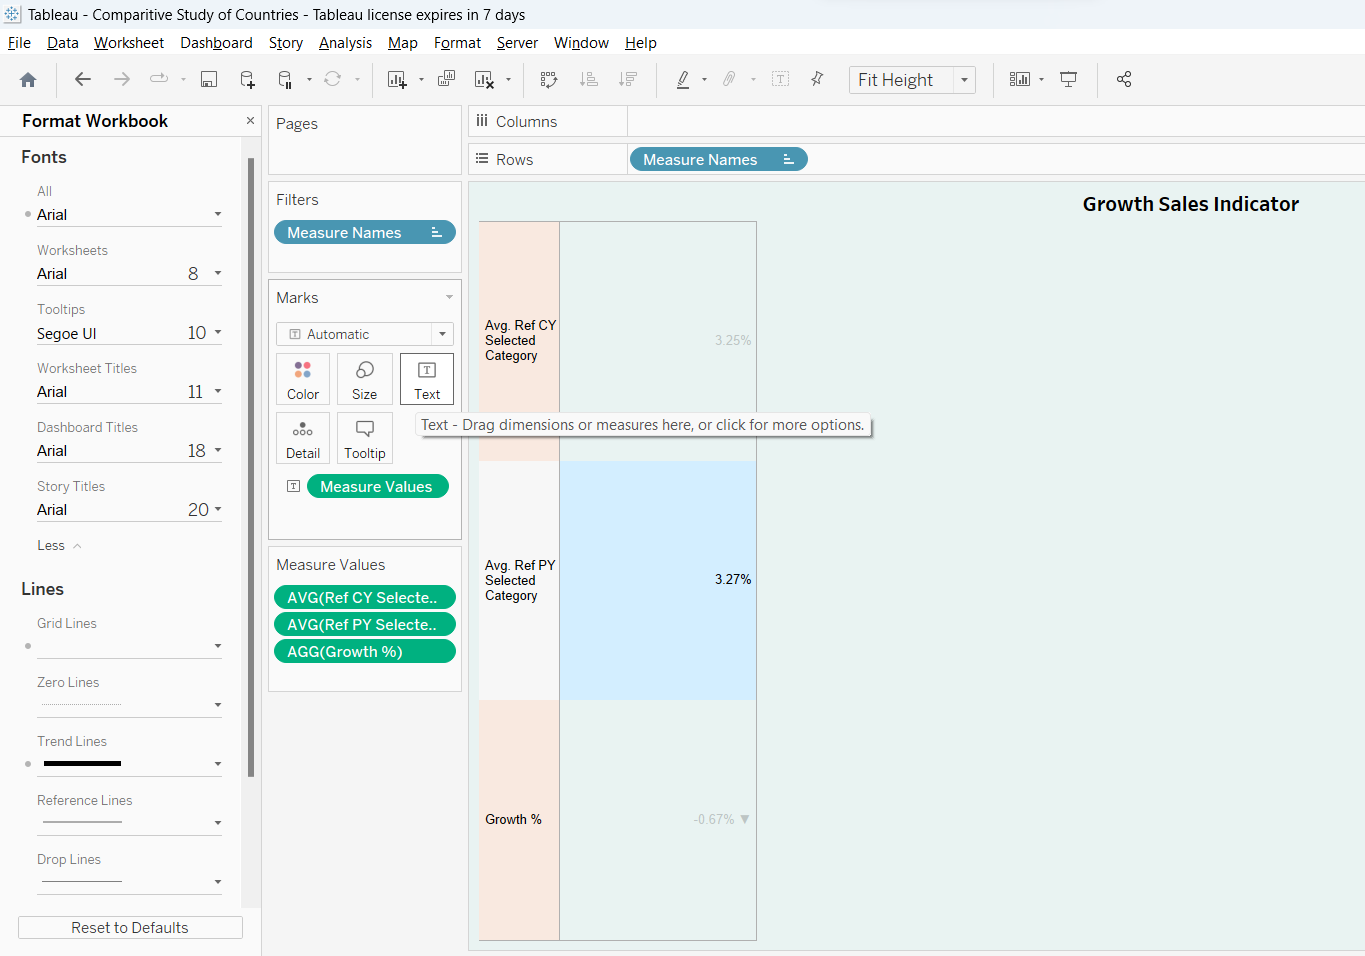 Tableau - Comparitive Study of Countries - Tableau license expires in 7 days
File Data Worksheet Dashboard Story Analysis Map Format Server Window Help
Fit Height
Format Workbook
Fonts
All
Arial
Worksheets
Arial 8
Tooltips
Segoe UI 10
Worksheet Titles
Arial 11
Dashboard Titles
Arial 18
Story Titles
Arial 20
Less
Lines
Grid Lines
Zero Lines
Trend Lines
Reference Lines
Drop Lines
Reset to Defaults
Pages
Filters
Measure Names
Marks
Automatic
Color Size Text
Detail Tooltip
Text - Drag dimensions or measures here, or click for more options.
Measure Values
Measure Values
AVG(Ref CY Selecte..
AVG(Ref PY Selecte..
AGG(Growth %)
Columns
Rows Measure Names
Growth Sales Indicator
Avg. Ref CY
Selected
Category
3.25%
Avg. Ref PY
Selected
Category
3.27%
Growth %
-0.67% ▼